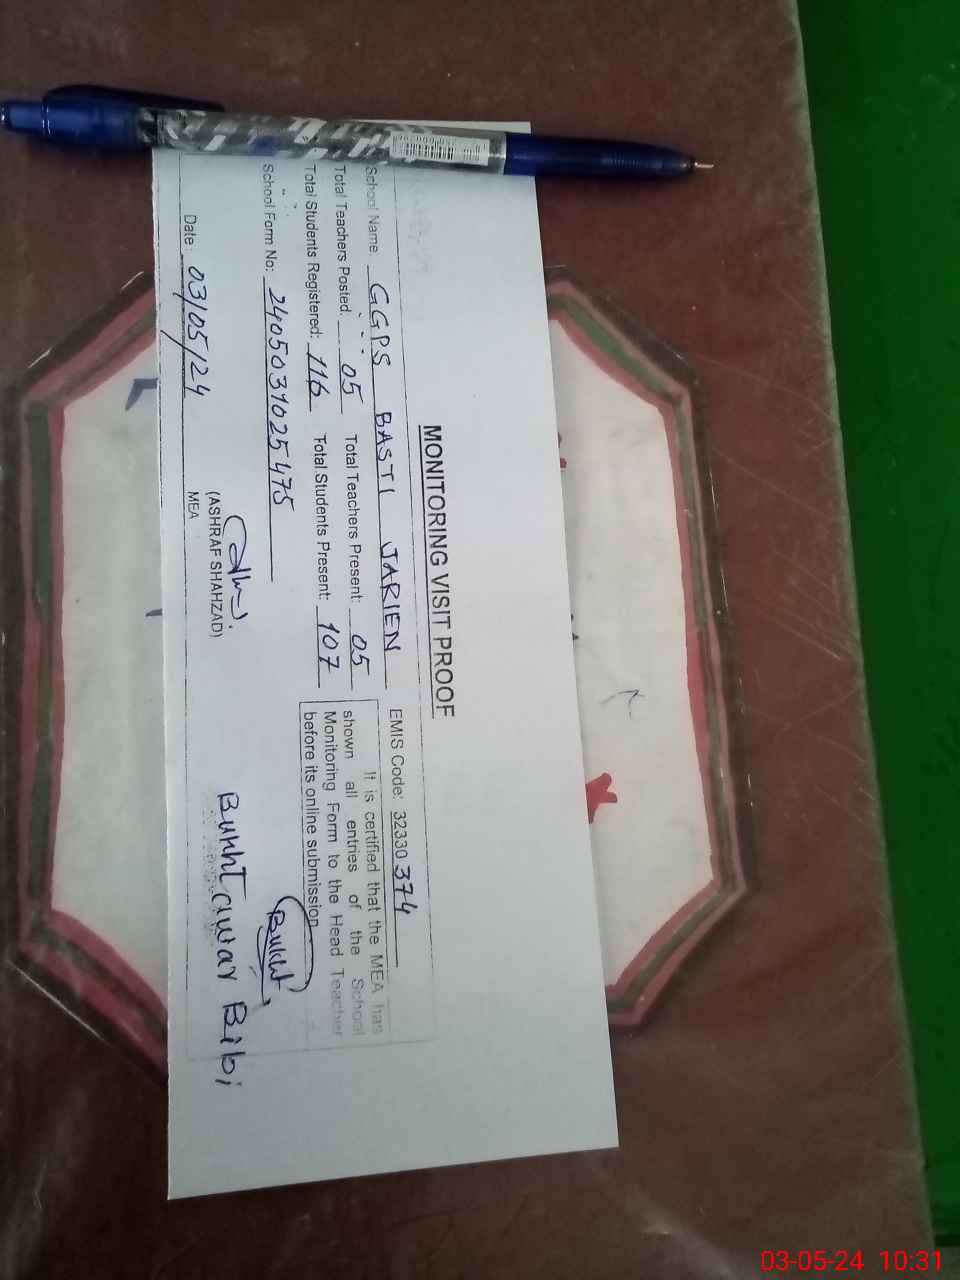 MONITORING VISIT PROOF
School Name GGPS BASTI JARIEN EMIS Code: 32330374
Total Teachers Posted: 05 Total Teachers Present: 05
Total Students Registered: 116 Total Students Present: 107
It is certified that the MEA has
shown all entries of the School
Monitoring Form to the Head Teacher
before its online submission
School Form No: 2405031025475
Bukht
(ASHRAF SHAHZAD)
Date: 03/05/24 MEA
Bukhtawar Bibi
03-05-24 10:31